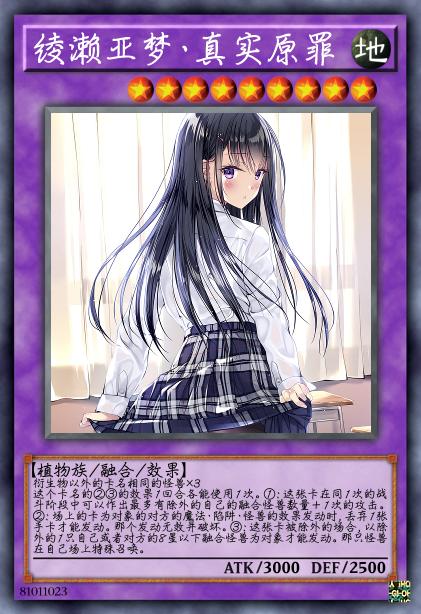 绫濑亚梦·真实原罪 地
【植物族/融合/效果】
衍生物以外的卡名相同的怪兽×3
这个卡名的②③的效果1回合各能使用1次。①：这张卡在同1次的战
斗阶段中可以作出最多有除外的自己的融合怪兽数量+1次的攻击。
②：场上的卡为对象的对方的魔法·陷阱·怪兽的效果发动时，丢弃1张
手卡才能发动。那个发动无效并破坏。③：这张卡被除外的场合，以除
外的1只自己或者对方的8星以下融合怪兽为对象才能发动。那只怪兽
在自己场上特殊召唤。
ATK/3000 DEF/2500
81011023